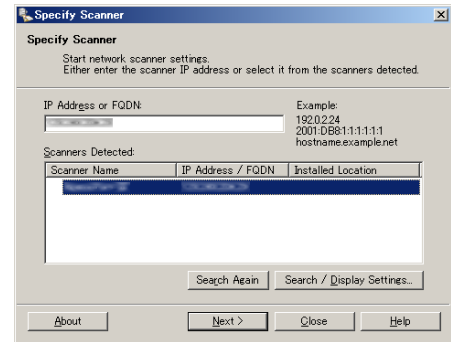 Specify Scanner
Specify Scanner
Start network scanner settings.
Either enter the scanner IP address or select it from the scanners detected.
IP Address or FQDN:
Example:
192.0.2.24
2001:DB8:1:1:1:1:1
hostname.example.net
Scanners Detected:
Scanner Name IP Address / FQDN Installed Location
Search Again Search / Display Settings...
About Next > Close Help